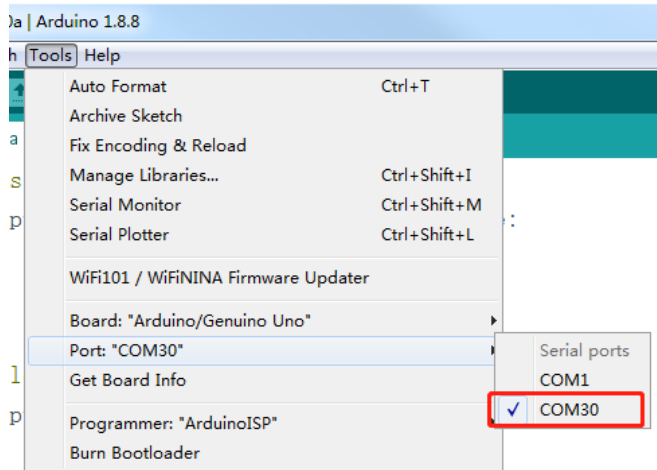 0a | Arduino 1.8.8
h Tools Help
Auto Format Ctrl+T
Archive Sketch
a
Fix Encoding & Reload
s
Manage Libraries... Ctrl+Shift+I
Serial Monitor Ctrl+Shift+M
p
:
Serial Plotter Ctrl+Shift+L
WiFi101 / WiFiNINA Firmware Updater
Board: "Arduino/Genuino Uno"
Port: "COM30"
Serial ports
l
Get Board Info
COM1
COM30
p
Programmer: "ArduinoISP"
Burn Bootloader